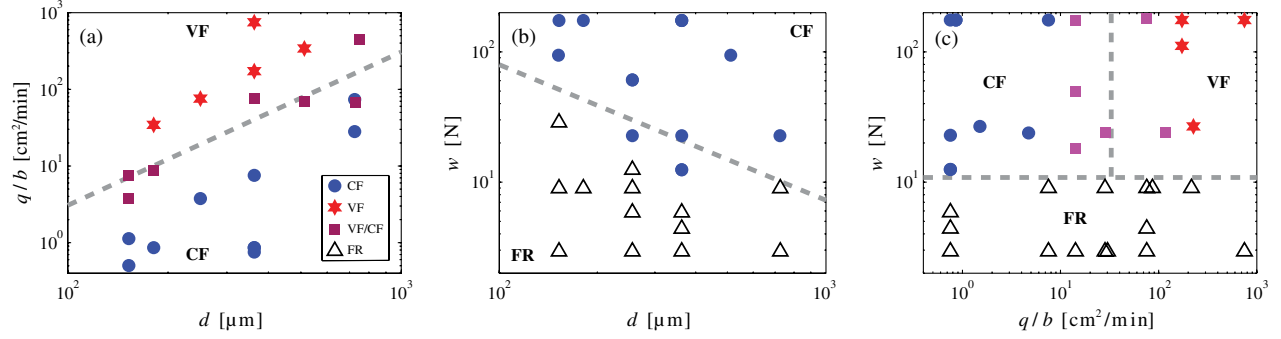 (a)
VF
CF
q/b [cm²/min]
10³
10²
10¹
10⁰
CF
VF
VF/CF
FR
10²
10³
d [µm]
(b)
CF
FR
w [N]
10²
10¹
10²
10³
d [µm]
(c)
CF
VF
FR
w [N]
10²
10¹
10⁰
10¹
10²
10³
q/b [cm²/min]